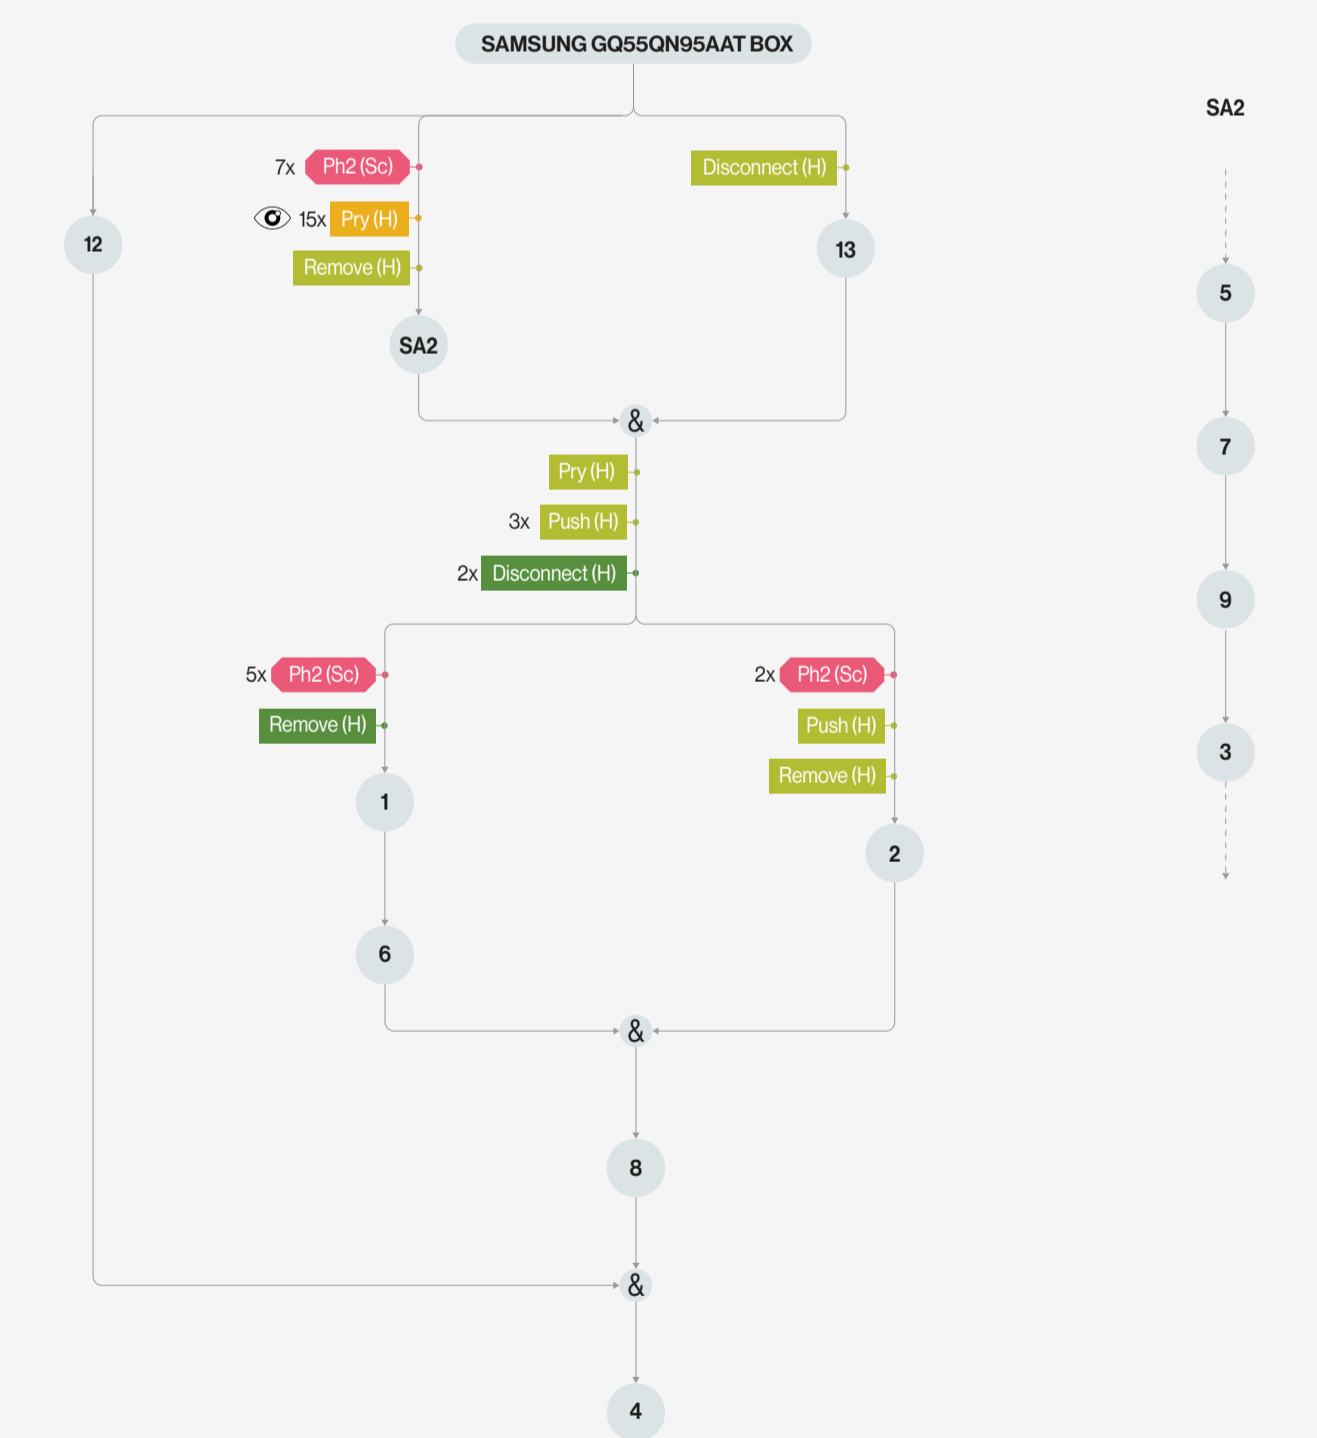 SAMSUNG GQ55QN95AAT BOX
SA2
7x Ph2 (Sc)
Disconnect (H)
15x Pry (H)
12
13
Remove (H)
5
SA2
&
7
Pry (H)
3x Push (H)
2x Disconnect (H)
9
5x Ph2 (Sc)
2x Ph2 (Sc)
Remove (H)
Push (H)
3
Remove (H)
1
2
6
&
8
&
4